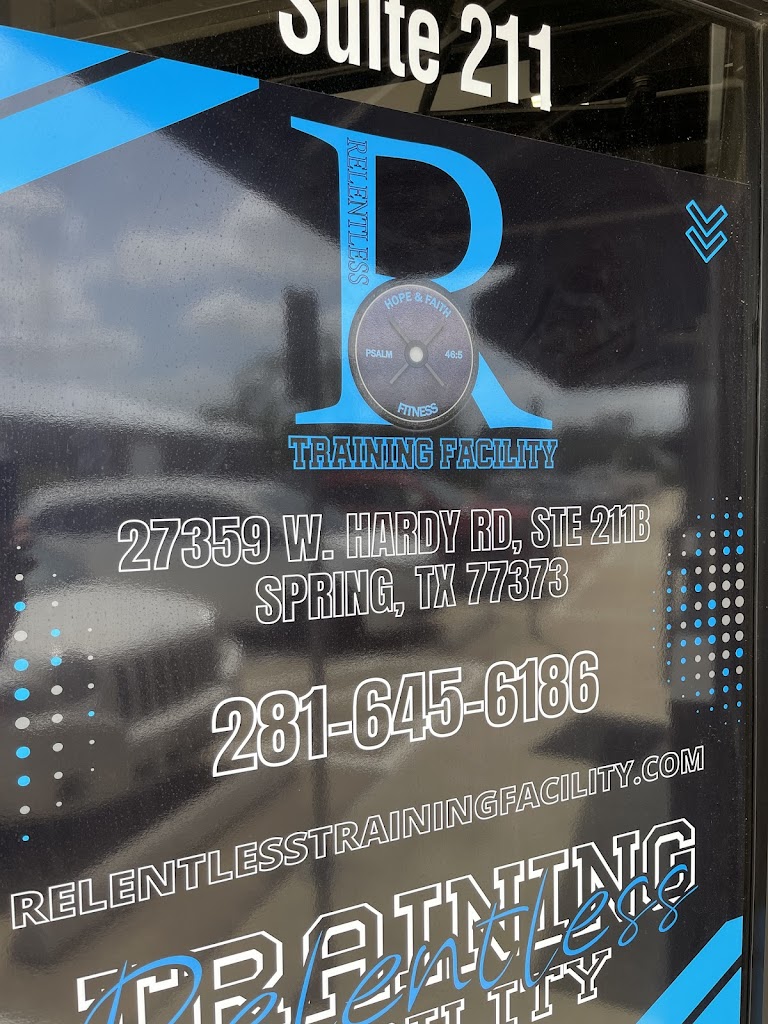 Suite 211
RELENTLESS
HOPE & FAITH
PSALM 46:5
FITNESS
TRAINING FACILITY
27359 W. HARDY RD, STE 211B
SPRING, TX 77373
281-645-6186
RELENTLESSTRAININGFACILITY.COM
TRAINING
Relentless